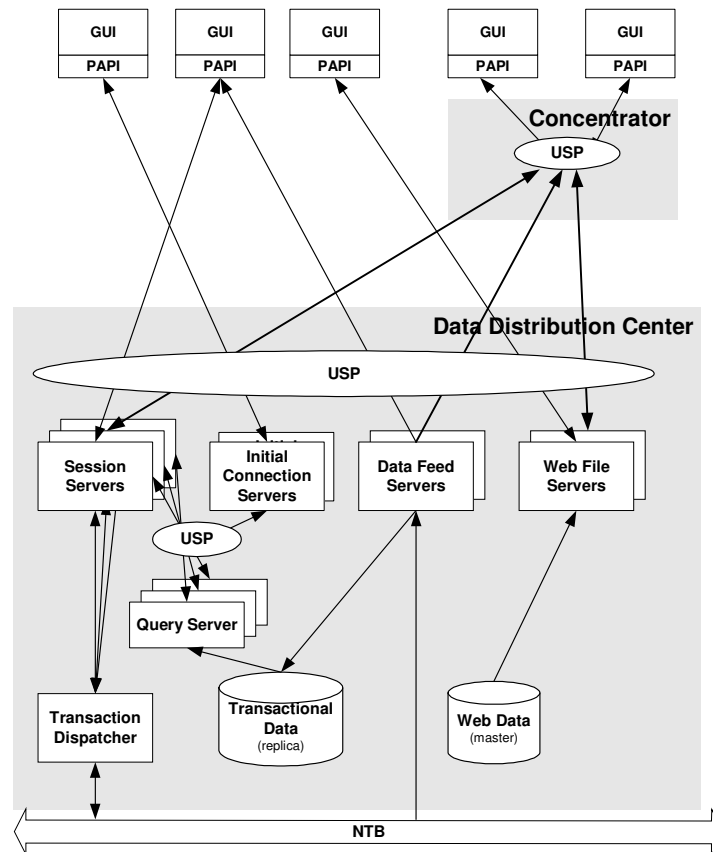 GUI
PAPI
GUI
PAPI
GUI
PAPI
GUI
PAPI
GUI
PAPI
Concentrator
USP
Data Distribution Center
USP
Session
Servers
Initial
Connection
Servers
Data Feed
Servers
Web File
Servers
USP
Query Server
Transaction
Dispatcher
Transactional
Data
(replica)
Web Data
(master)
NTB